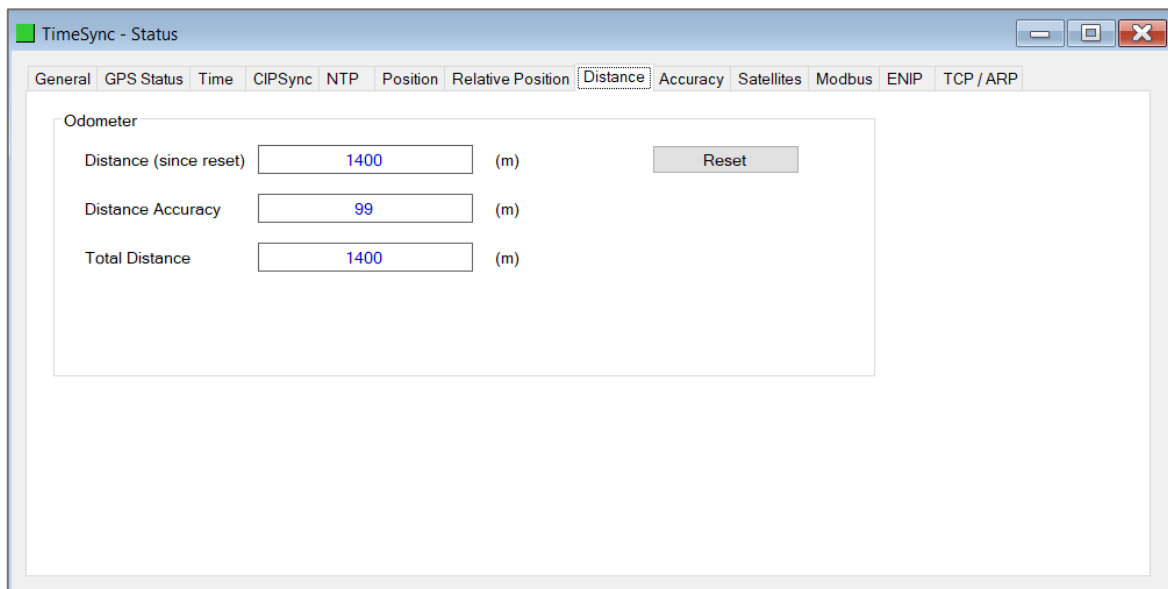 TimeSync - Status
General GPS Status Time CIPSync NTP Position Relative Position Distance Accuracy Satellites Modbus ENIP TCP / ARP
Odometer
Distance (since reset) 1400 (m) Reset
Distance Accuracy 99 (m)
Total Distance 1400 (m)